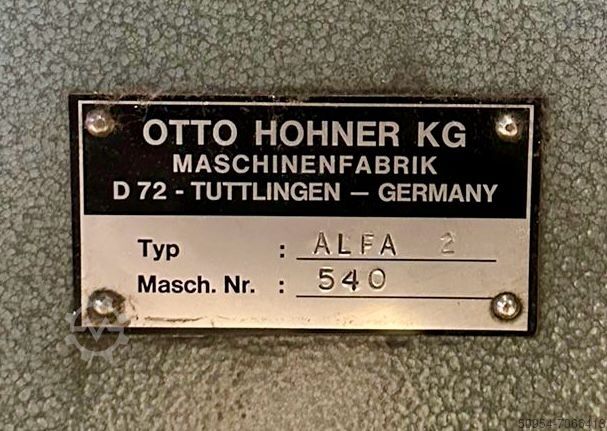 OTTO HOHNER KG
MASCHINENFABRIK
D 72 - TUTTLINGEN — GERMANY
Typ : ALFA 2
Masch. Nr. : 540